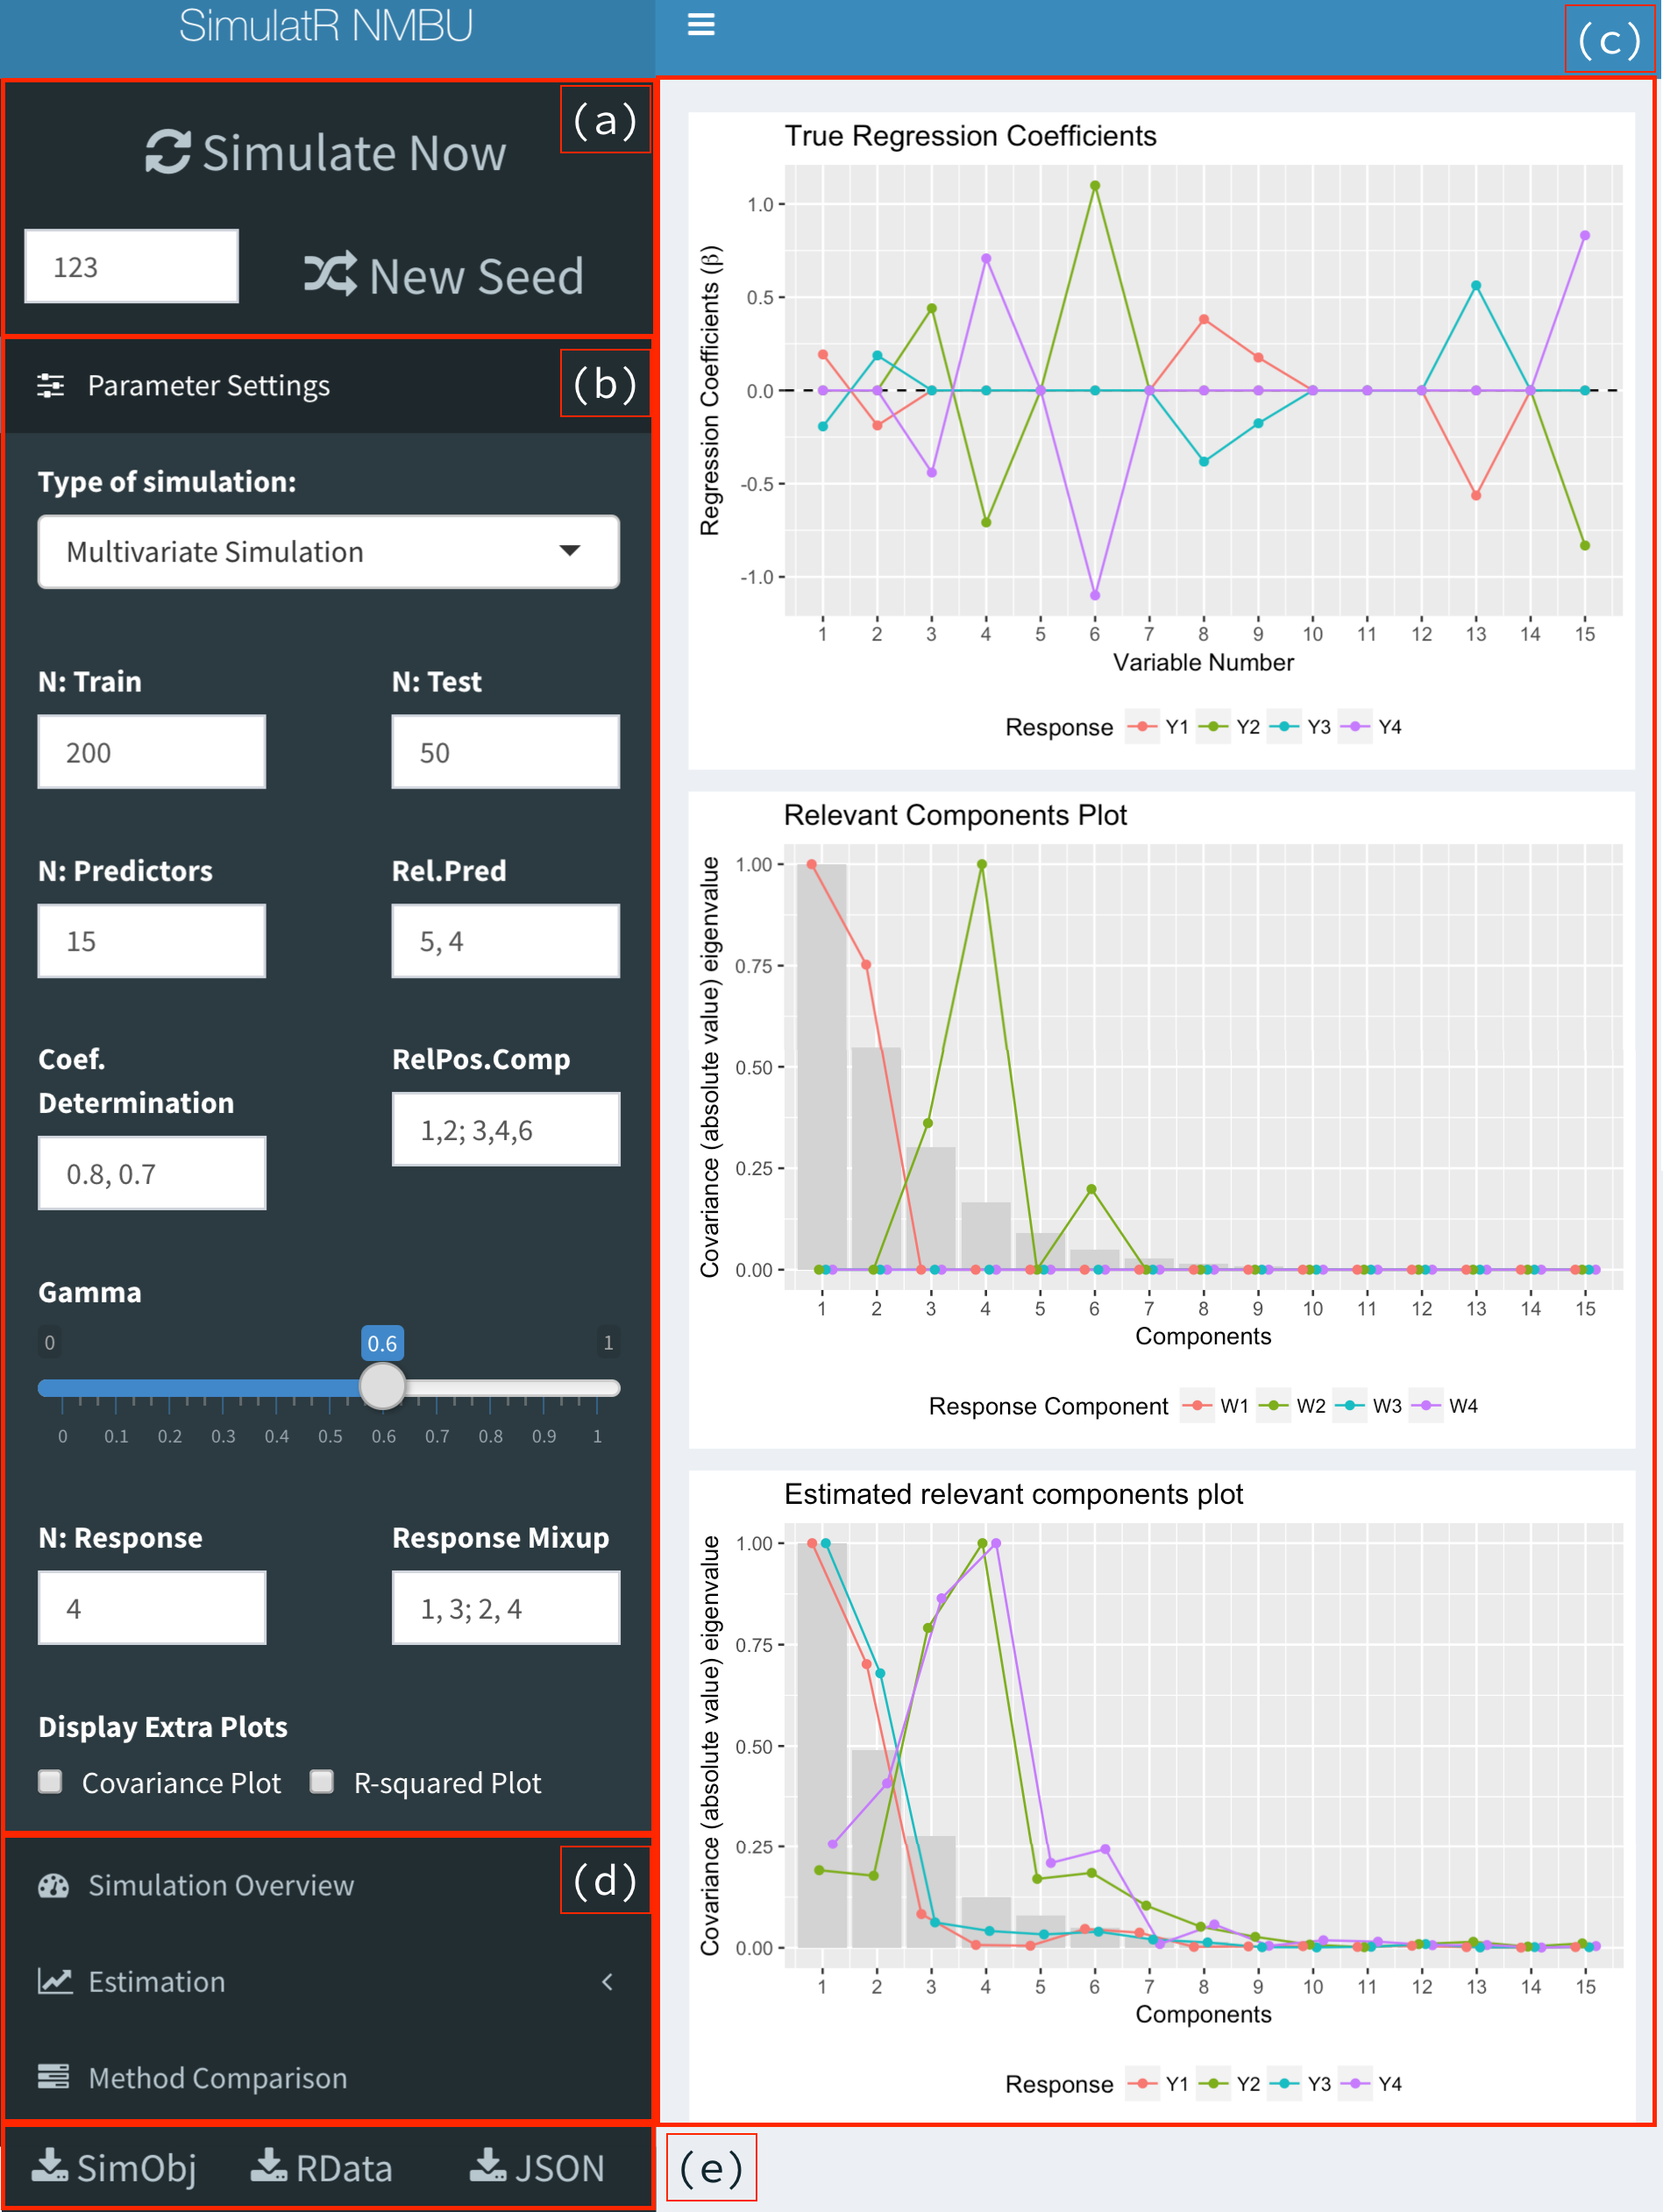 SimulatR NMBU
(c)
(a)
Simulate Now
123
New Seed
(b)
Parameter Settings
Type of simulation:
Multivariate Simulation
N: Train
N: Test
200
50
N: Predictors
Rel.Pred
15
5, 4
Coef.
Determination
RelPos.Comp
0.8, 0.7
1,2; 3,4,6
Gamma
0
0.6
1
0 0.1 0.2 0.3 0.4 0.5 0.6 0.7 0.8 0.9 1
N: Response
Response Mixup
4
1, 3; 2, 4
Display Extra Plots
Covariance Plot
R-squared Plot
(d)
Simulation Overview
Estimation
Method Comparison
SimObj
RData
JSON
(e)
True Regression Coefficients
Regression Coefficients (β)
1.0
0.5
0.0
-0.5
-1.0
1 2 3 4 5 6 7 8 9 10 11 12 13 14 15
Variable Number
Response Y1 Y2 Y3 Y4
Relevant Components Plot
Covariance (absolute value) eigenvalue
1.00
0.75
0.50
0.25
0.00
1 2 3 4 5 6 7 8 9 10 11 12 13 14 15
Components
Response Component W1 W2 W3 W4
Estimated relevant components plot
Covariance (absolute value) eigenvalue
1.00
0.75
0.50
0.25
0.00
1 2 3 4 5 6 7 8 9 10 11 12 13 14 15
Components
Response Y1 Y2 Y3 Y4